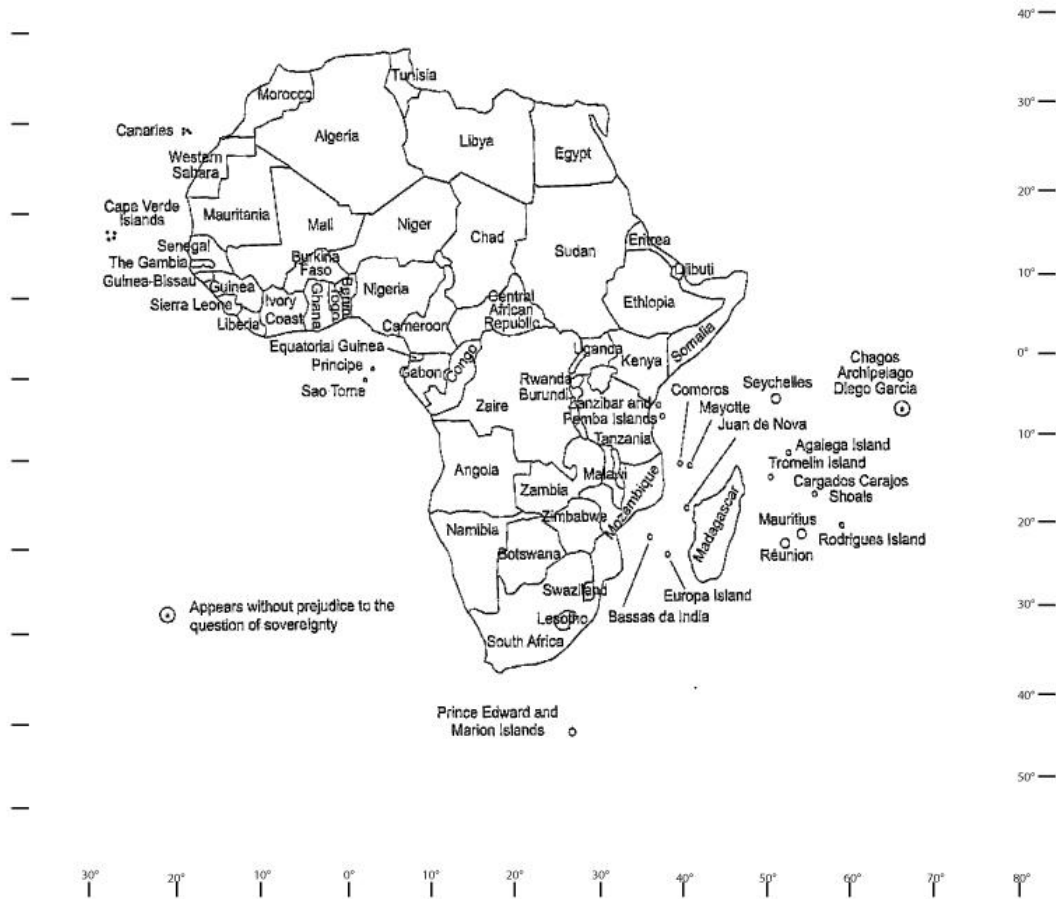 40°
30°
20°
10°
0°
10°
20°
30°
40°
50°
Tunisia
Morocco
Canaries
Algeria
Libya
Egypt
Western
Sahara
Cape Verde
Islands
Mauritania
Mali
Niger
Chad
Sudan
Eritrea
Senegal
The Gambia
Guinea-Bissau
Guinea
Sierra Leone
Liberia
Ivory
Coast
Burkina
Faso
Ghana
Togo
Benin
Nigeria
Cameroon
Central
African
Republic
Djibuti
Ethiopia
Somalia
Equatorial Guinea
Principe
Sao Tome
Gabon
Congo
Uganda
Kenya
Rwanda
Burundi
Zaire
Zanzibar and
Pemba Islands
Tanzania
Comoros
Mayotte
Juan de Nova
Seychelles
Chagos
Archipelago
Diego Garcia
Agalega Island
Tromelin Island
Cargados Carajos
Shoals
Mauritius
Rodrigues Island
Réunion
Angola
Zambia
Malawi
Mozambique
Madagascar
Zimbabwe
Namibia
Botswana
Swaziland
Lesotho
South Africa
Europa Island
Bassas da India
Appears without prejudice to the
question of sovereignty
Prince Edward and
Marion Islands
30° 20° 10° 0° 10° 20° 30° 40° 50° 60° 70° 80°